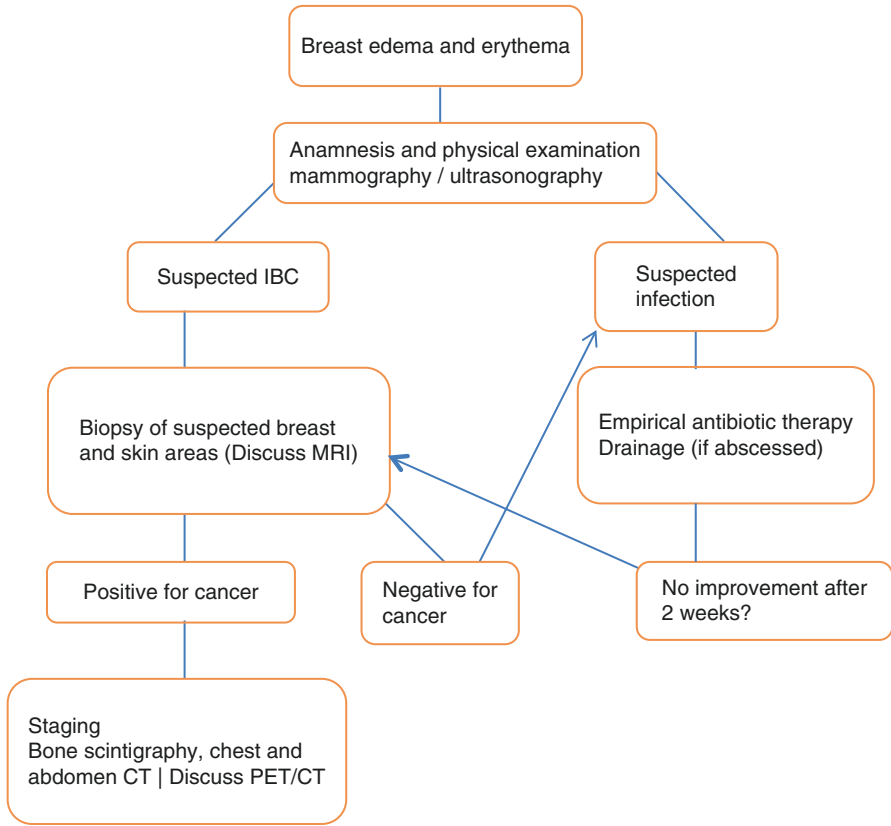 Breast edema and erythema
Anamnesis and physical examination
mammography / ultrasonography
Suspected IBC
Suspected
infection
Biopsy of suspected breast
and skin areas (Discuss MRI)
Empirical antibiotic therapy
Drainage (if abscessed)
Positive for cancer
Negative for
cancer
No improvement after
2 weeks?
Staging
Bone scintigraphy, chest and
abdomen CT | Discuss PET/CT